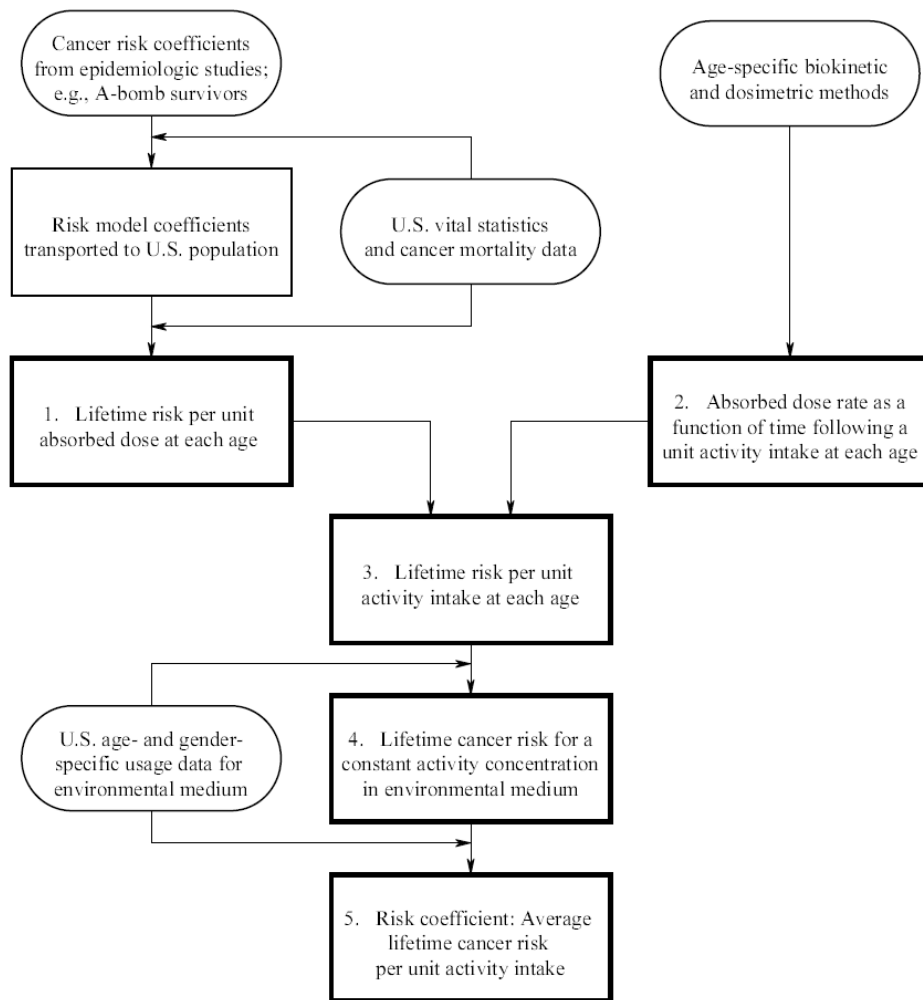 Cancer risk coefficients
from epidemiologic studies;
e.g., A-bomb survivors
Age-specific biokinetic
and dosimetric methods
Risk model coefficients
transported to U.S. population
U.S. vital statistics
and cancer mortality data
1. Lifetime risk per unit
absorbed dose at each age
2. Absorbed dose rate as a
function of time following a
unit activity intake at each age
3. Lifetime risk per unit
activity intake at each age
U.S. age- and gender-
specific usage data for
environmental medium
4. Lifetime cancer risk for a
constant activity concentration
in environmental medium
5. Risk coefficient: Average
lifetime cancer risk
per unit activity intake